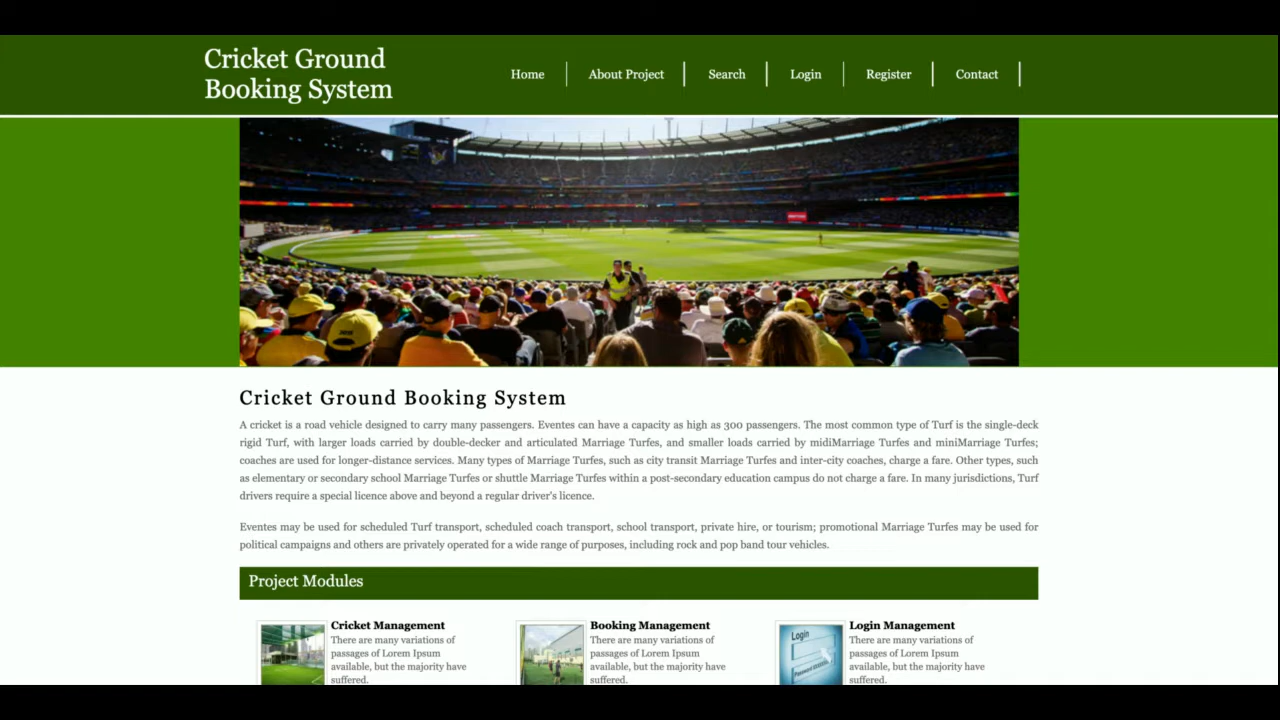 Cricket Ground
Booking System
Home
About Project
Search
Login
Register
Contact
Cricket Ground Booking System
A cricket is a road vehicle designed to carry many passengers. Eventes can have a capacity as high as 300 passengers. The most common type of Turf is the single-deck
rigid Turf, with larger loads carried by double-decker and articulated Marriage Turfes, and smaller loads carried by midiMarriage Turfes and miniMarriage Turfes;
coaches are used for longer-distance services. Many types of Marriage Turfes, such as city transit Marriage Turfes and inter-city coaches, charge a fare. Other types, such
as elementary or secondary school Marriage Turfes or shuttle Marriage Turfes within a post-secondary education campus do not charge a fare. In many jurisdictions, Turf
drivers require a special licence above and beyond a regular driver's licence.
Eventes may be used for scheduled Turf transport, scheduled coach transport, school transport, private hire, or tourism; promotional Marriage Turfes may be used for
political campaigns and others are privately operated for a wide range of purposes, including rock and pop band tour vehicles.
Project Modules
Cricket Management
There are many variations of
passages of Lorem Ipsum
available, but the majority have
suffered.
Booking Management
There are many variations of
passages of Lorem Ipsum
available, but the majority have
suffered.
Login
Login Management
There are many variations of
passages of Lorem Ipsum
available, but the majority have
suffered.